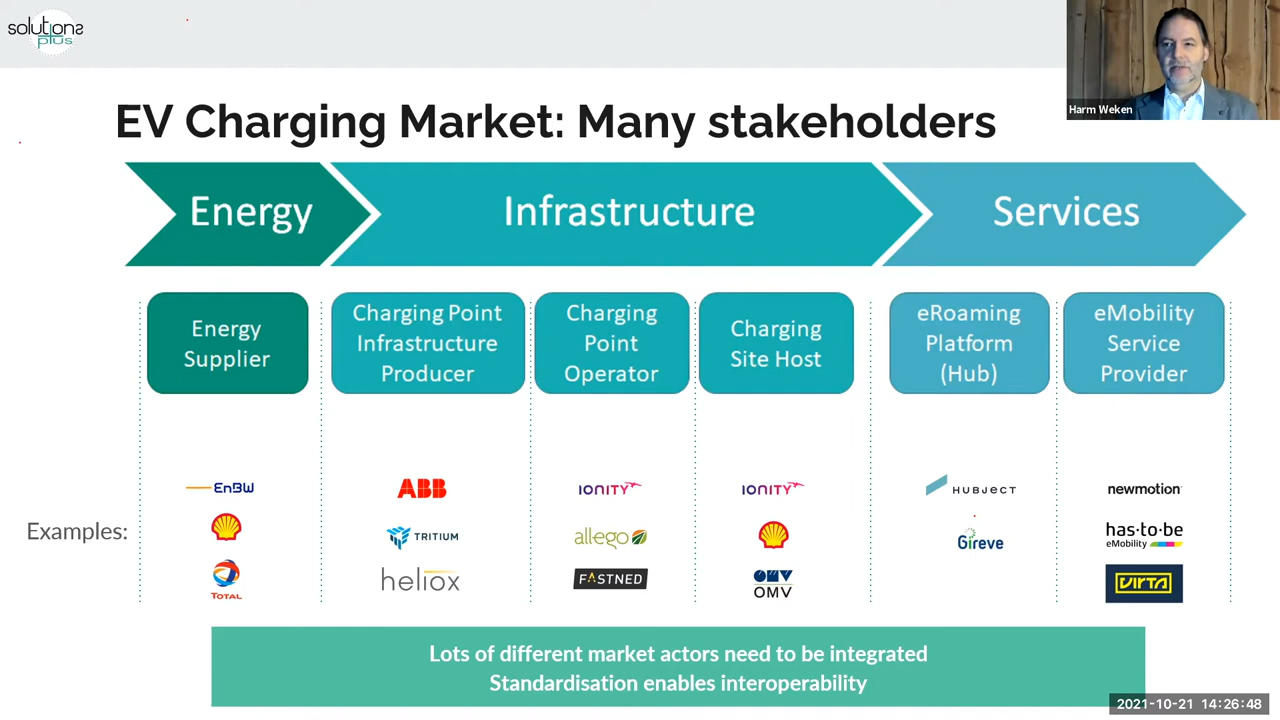 solutions
plus
Harm Weken
EV Charging Market: Many stakeholders
Energy
Infrastructure
Services
Energy
Supplier
Charging Point
Infrastructure
Producer
Charging
Point
Operator
Charging
Site Host
eRoaming
Platform
(Hub)
eMobility
Service
Provider
Examples:
EnBW
TOTAL
ABB
TRITIUM
heliox
IONITY
allego
FASTNED
IONITY
OMV
OMV
HUBJECT
Gireve
newmotion
has·to·be
eMobility
VIRTA
Lots of different market actors need to be integrated
Standardisation enables interoperability
2021-10-21 14:26:48